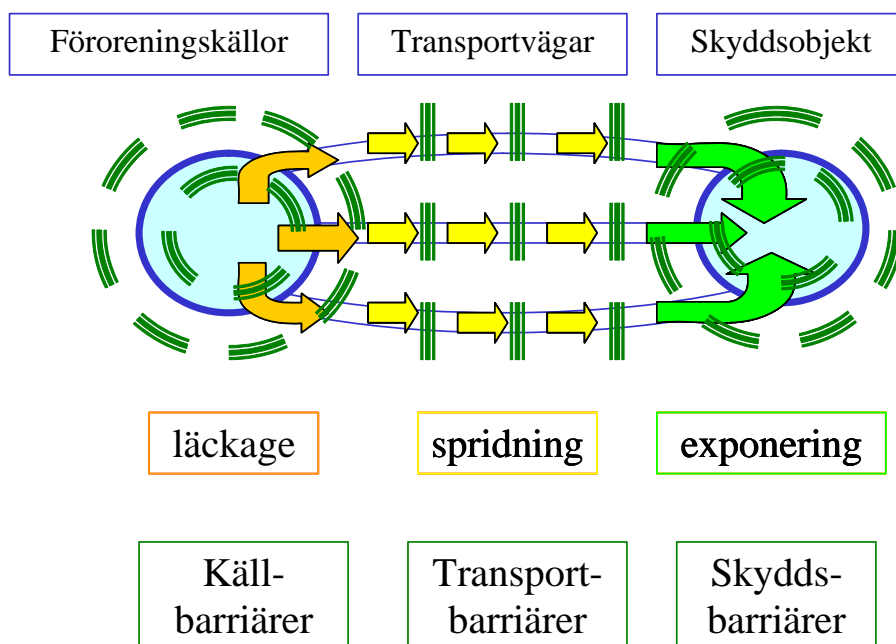 Föroreningskällor
Transportvägar
Skyddsobjekt
läckage
spridning
exponering
Käll-
barriärer
Transport-
barriärer
Skydds-
barriärer